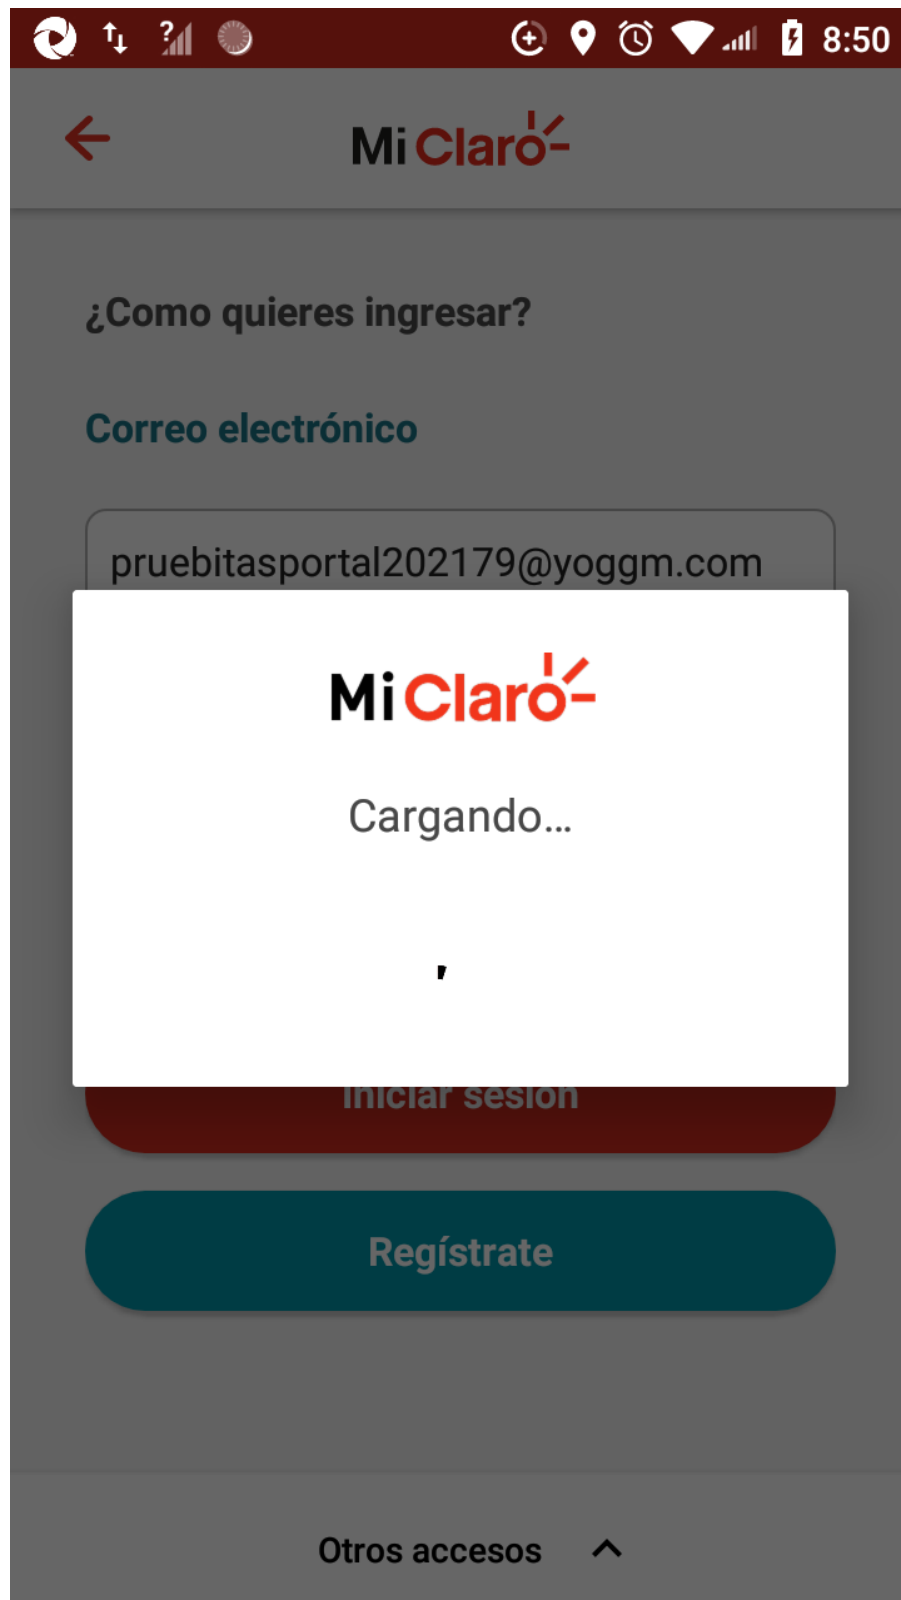 8:50
Mi Claro
¿Como quieres ingresar?
Correo electrónico
pruebitasportal202179@yoggm.com
Mi Claro
Cargando...
Iniciar sesión
Regístrate
Otros accesos